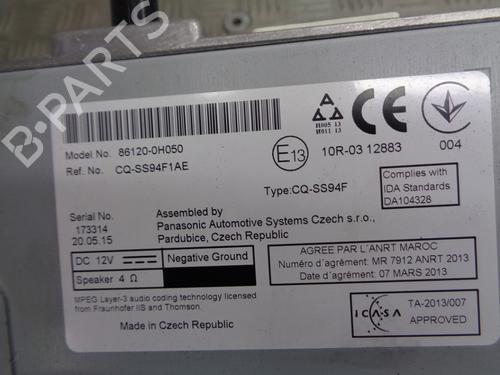 B-PARTS
Model No. 86120-0H050
Ref. No. CQ-SS94F1AE
H005 13
H011 13
E13
10R-03 12883
004
Type:CQ-SS94F
Complies with
IDA Standards
DA104328
Serial No.
173314
20.05.15
Assembled by
Panasonic Automotive Systems Czech s.r.o.,
Pardubice, Czech Republic
DC 12V
Negative Ground
Speaker 4 Ω
MPEG Layer-3 audio coding technology licensed
from Fraunhofer IIS and Thomson.
Made in Czech Republic
AGREE PAR L'ANRT MAROC
Numéro d'agrément: MR 7912 ANRT 2013
Date d'agrément: 07 MARS 2013
ICASA
TA-2013/007
APPROVED